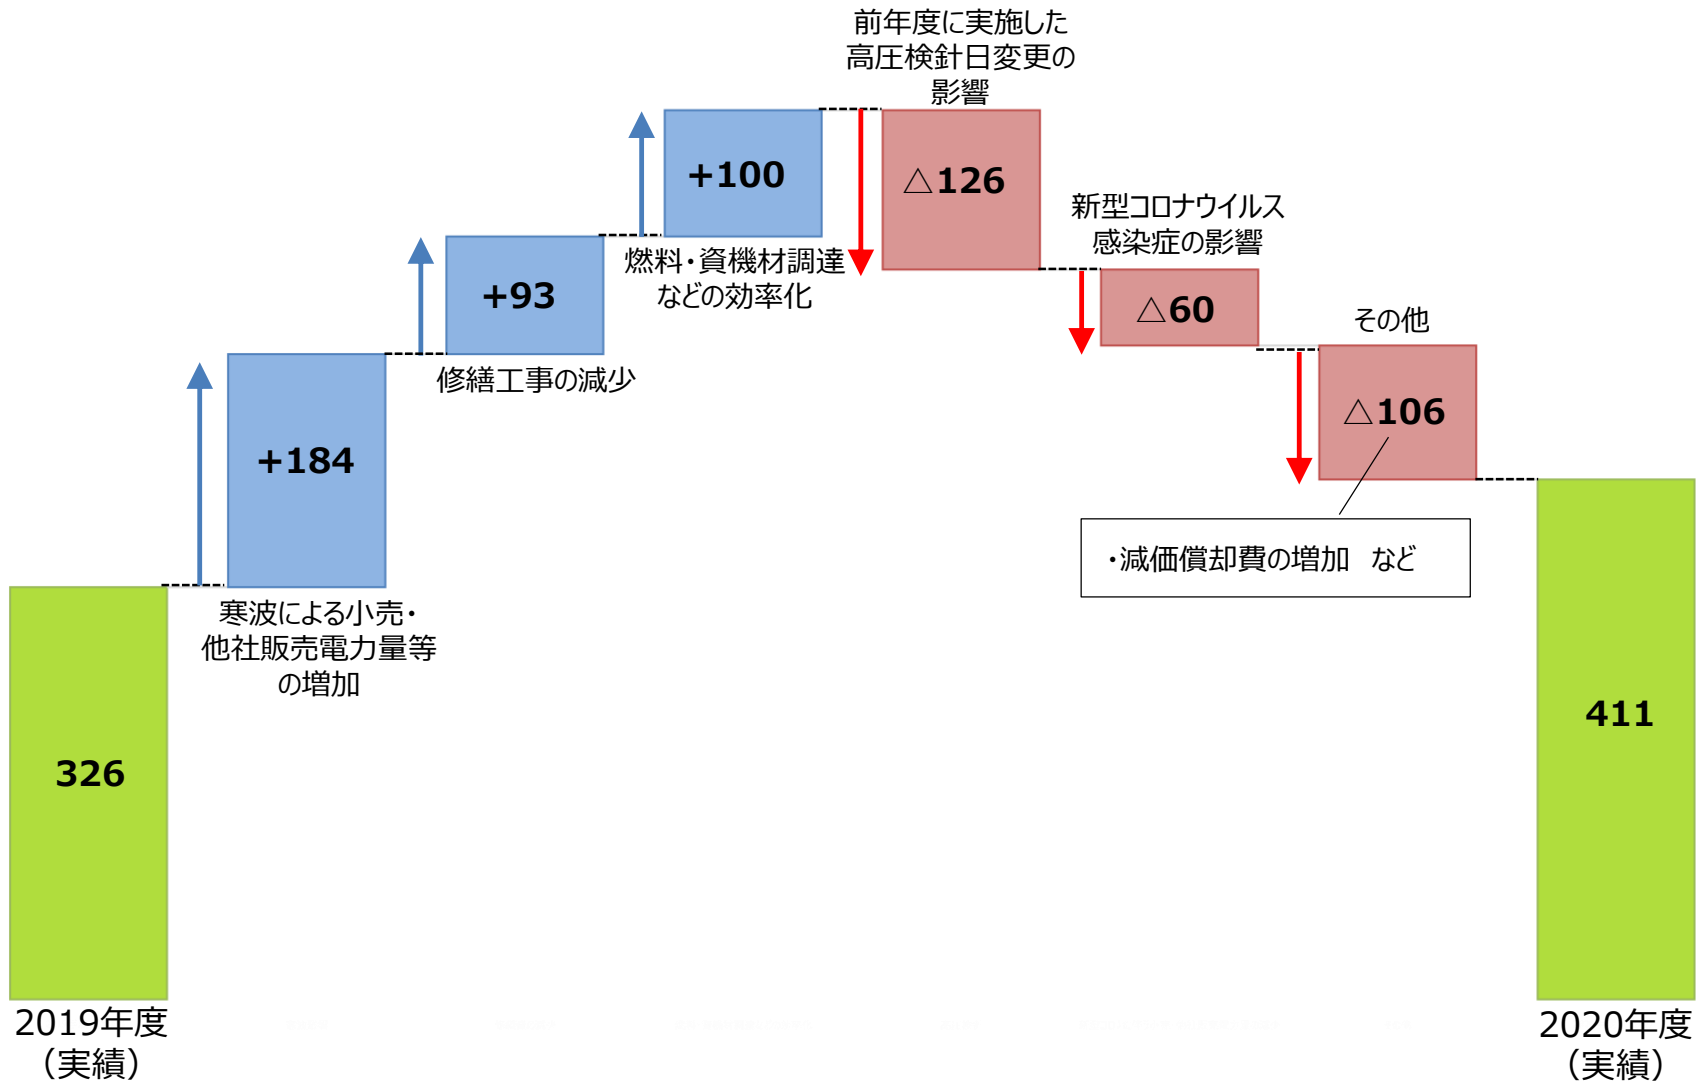 前年度に実施した
高圧検針日変更の
影響
+100
△126
新型コロナウイルス
感染症の影響
燃料・資機材調達
などの効率化
+93
△60
その他
修繕工事の減少
+184
△106
・減価償却費の増加　など
寒波による小売・
他社販売電力量等
の増加
326
411
2019年度
（実績）
2020年度
（実績）